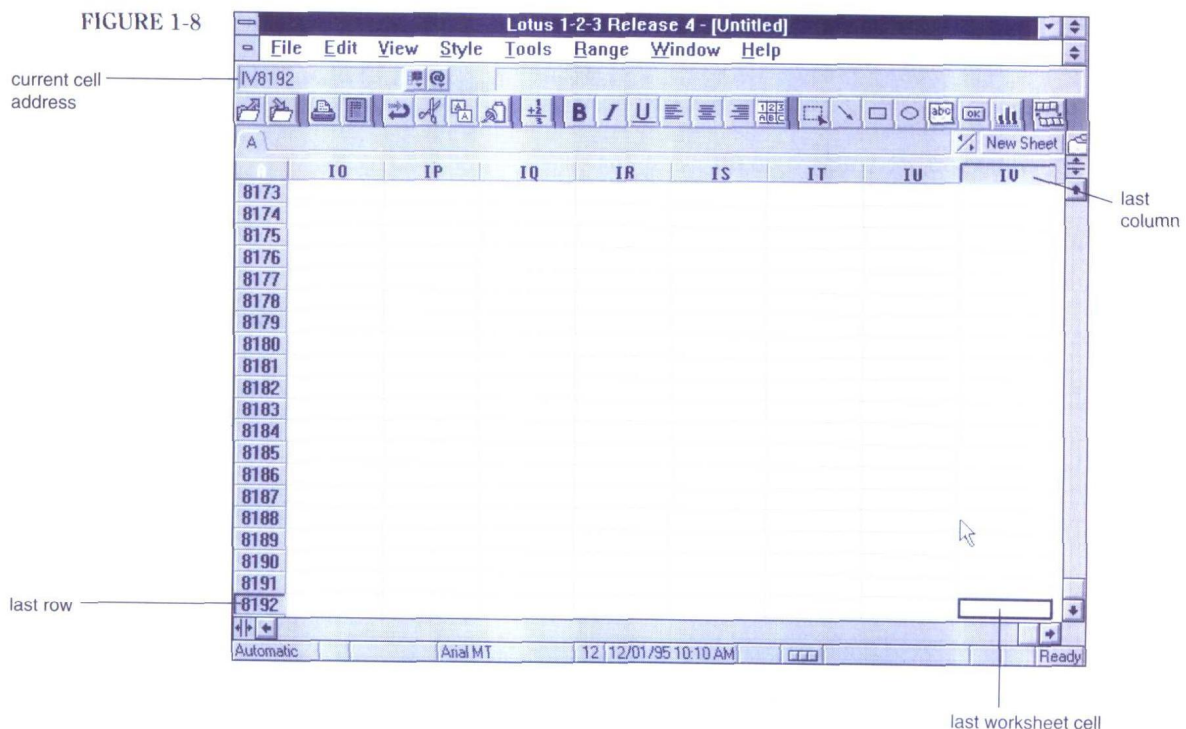 FIGURE 1-8
Lotus 1-2-3 Release 4 - [Untitled]
File Edit View Style Tools Range Window Help
current cell
address
IV8192
A
New Sheet
A IO IP IQ IR IS IT IU IV
last
column
8173
8174
8175
8176
8177
8178
8179
8180
8181
8182
8183
8184
8185
8186
8187
8188
8189
8190
8191
last row
8192
Automatic Arial MT 12 12/01/95 10:10 AM Ready
last worksheet cell